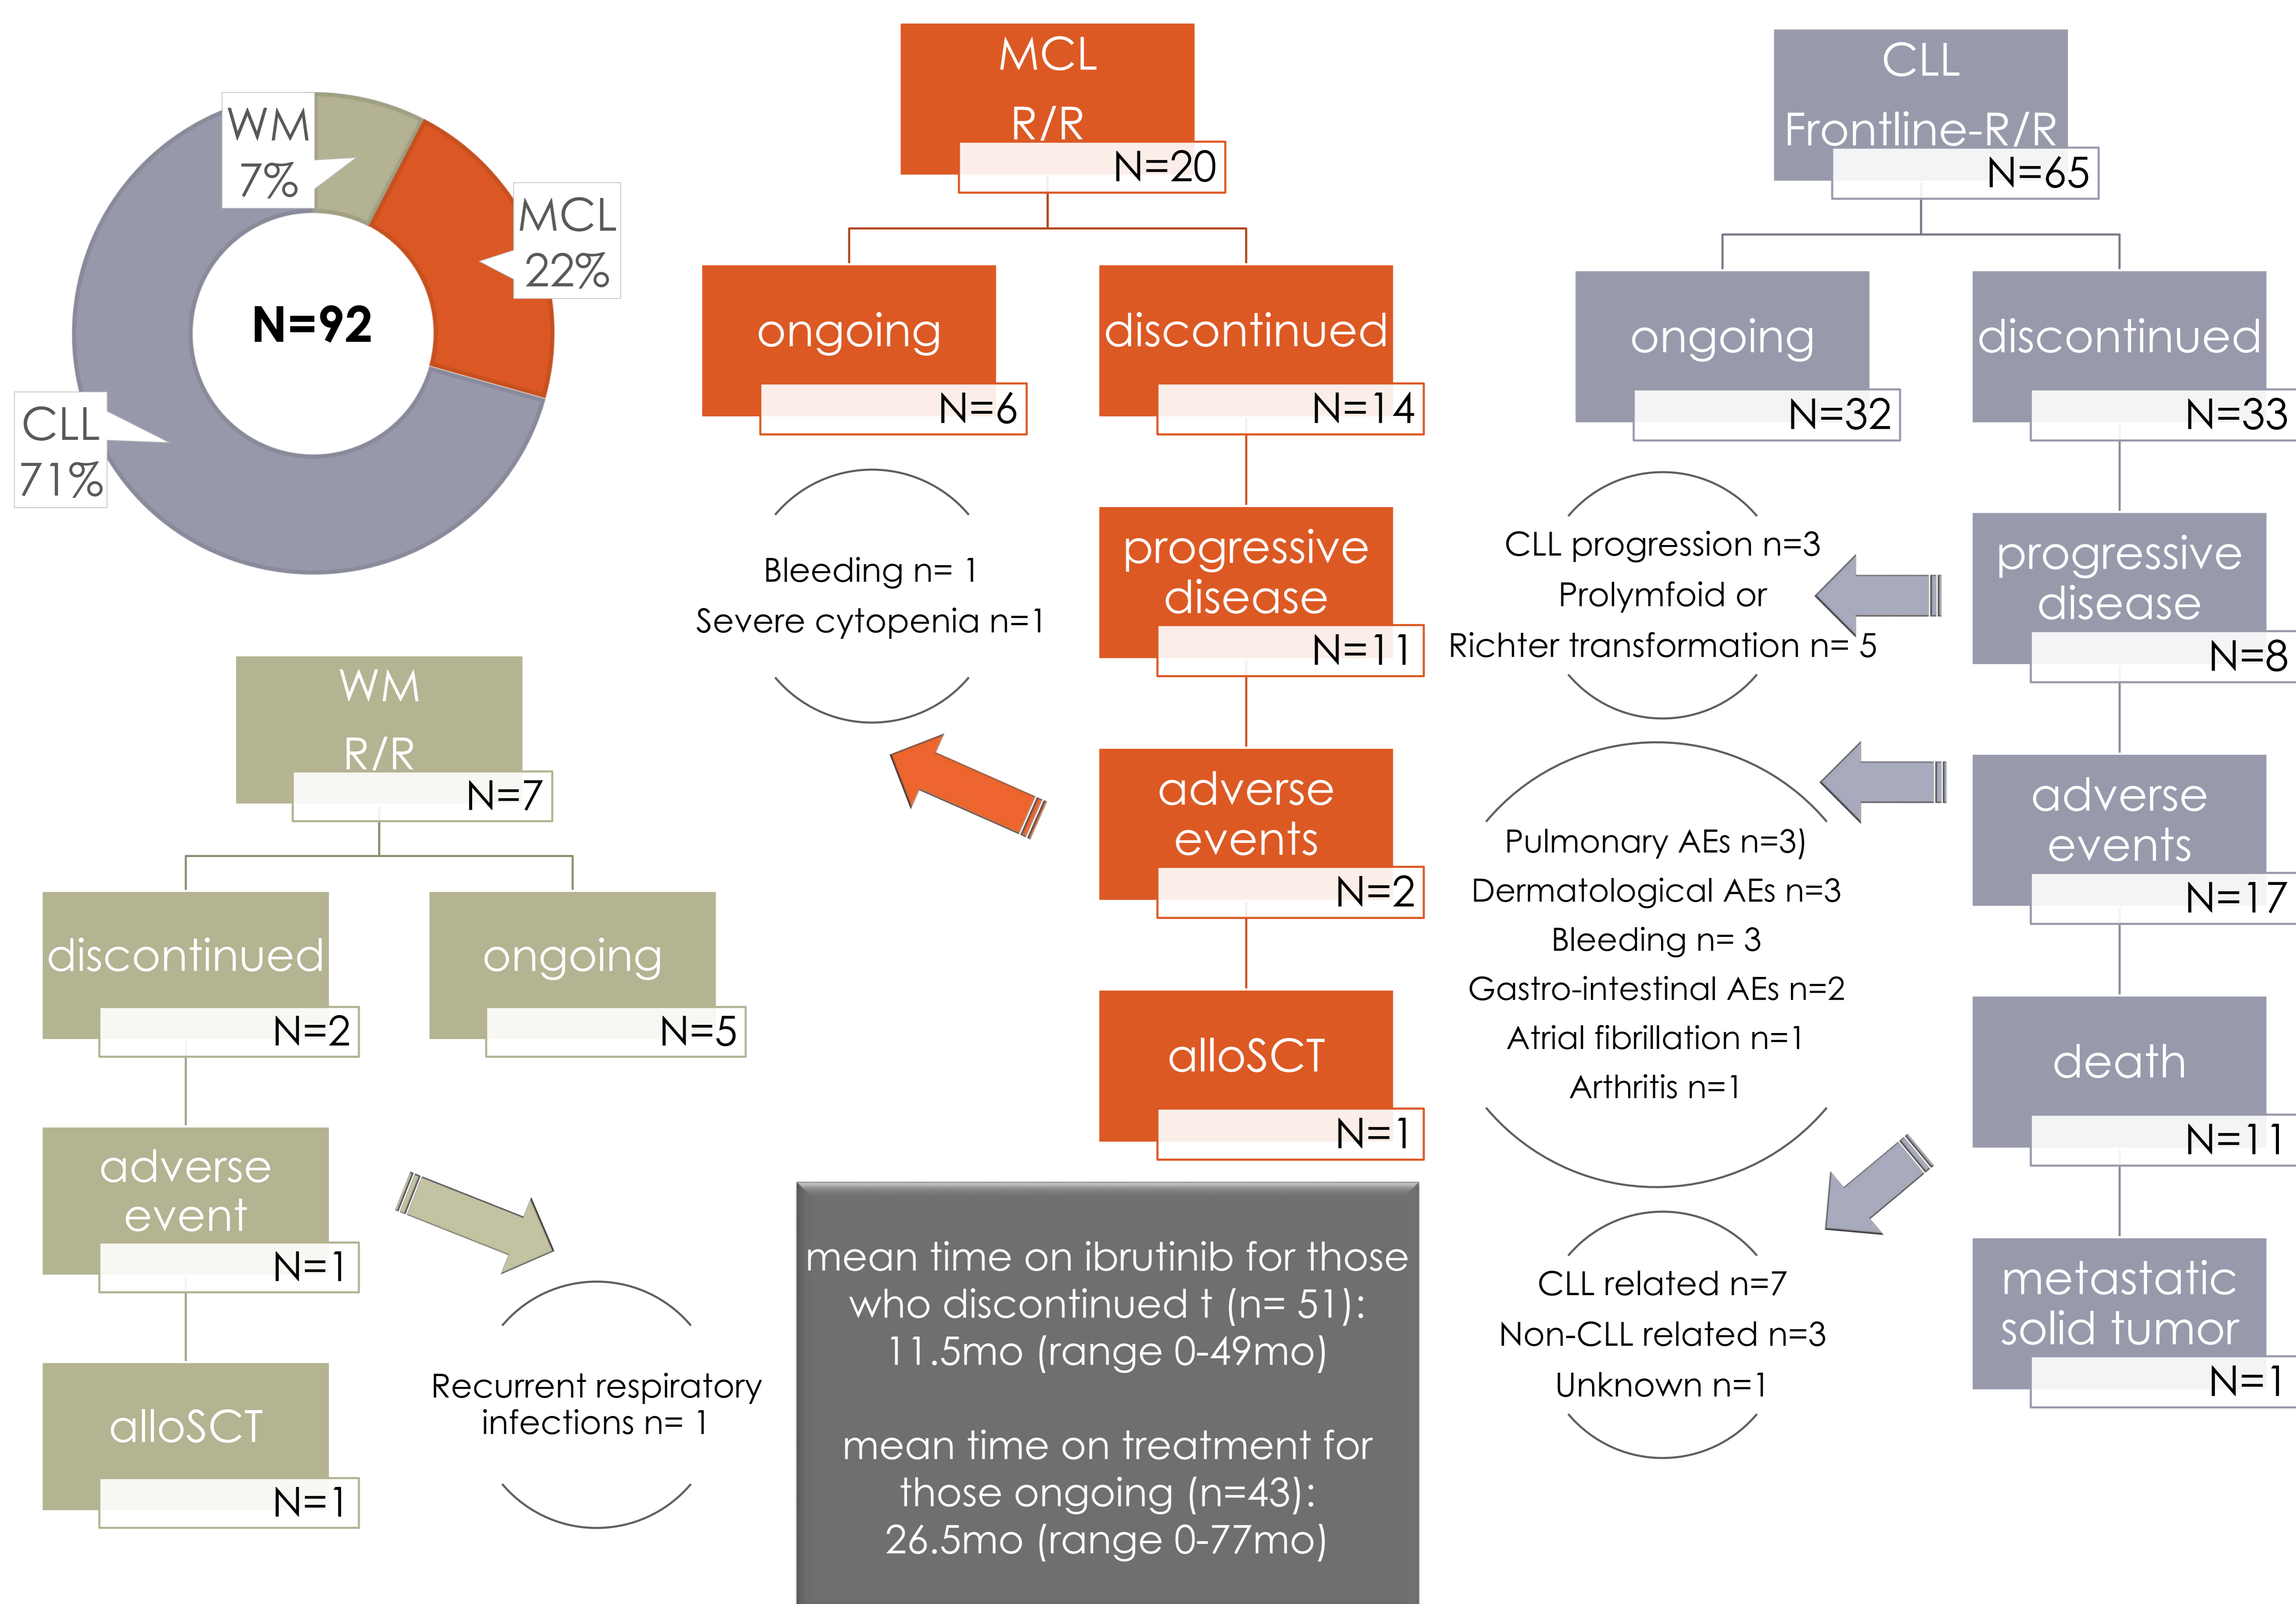 WM
7%
MCL
22%
N=92
CLL
71%
WM
R/R
N=7
discontinued
N=2
ongoing
N=5
adverse
event
N=1
alloSCT
N=1
Recurrent respiratory
infections n= 1
MCL
R/R
N=20
ongoing
N=6
discontinued
N=14
progressive
disease
N=11
adverse
events
N=2
alloSCT
N=1
Bleeding n= 1
Severe cytopenia n=1
mean time on ibrutinib for those
who discontinued t (n= 51):
11.5mo (range 0-49mo)
mean time on treatment for
those ongoing (n=43):
26.5mo (range 0-77mo)
CLL
Frontline-R/R
N=65
ongoing
N=32
discontinued
N=33
progressive
disease
N=8
adverse
events
N=17
death
N=11
metastatic
solid tumor
N=1
CLL progression n=3
Prolymfoid or
Richter transformation n= 5
Pulmonary AEs n=3)
Dermatological AEs n=3
Bleeding n= 3
Gastro-intestinal AEs n=2
Atrial fibrillation n=1
Arthritis n=1
CLL related n=7
Non-CLL related n=3
Unknown n=1